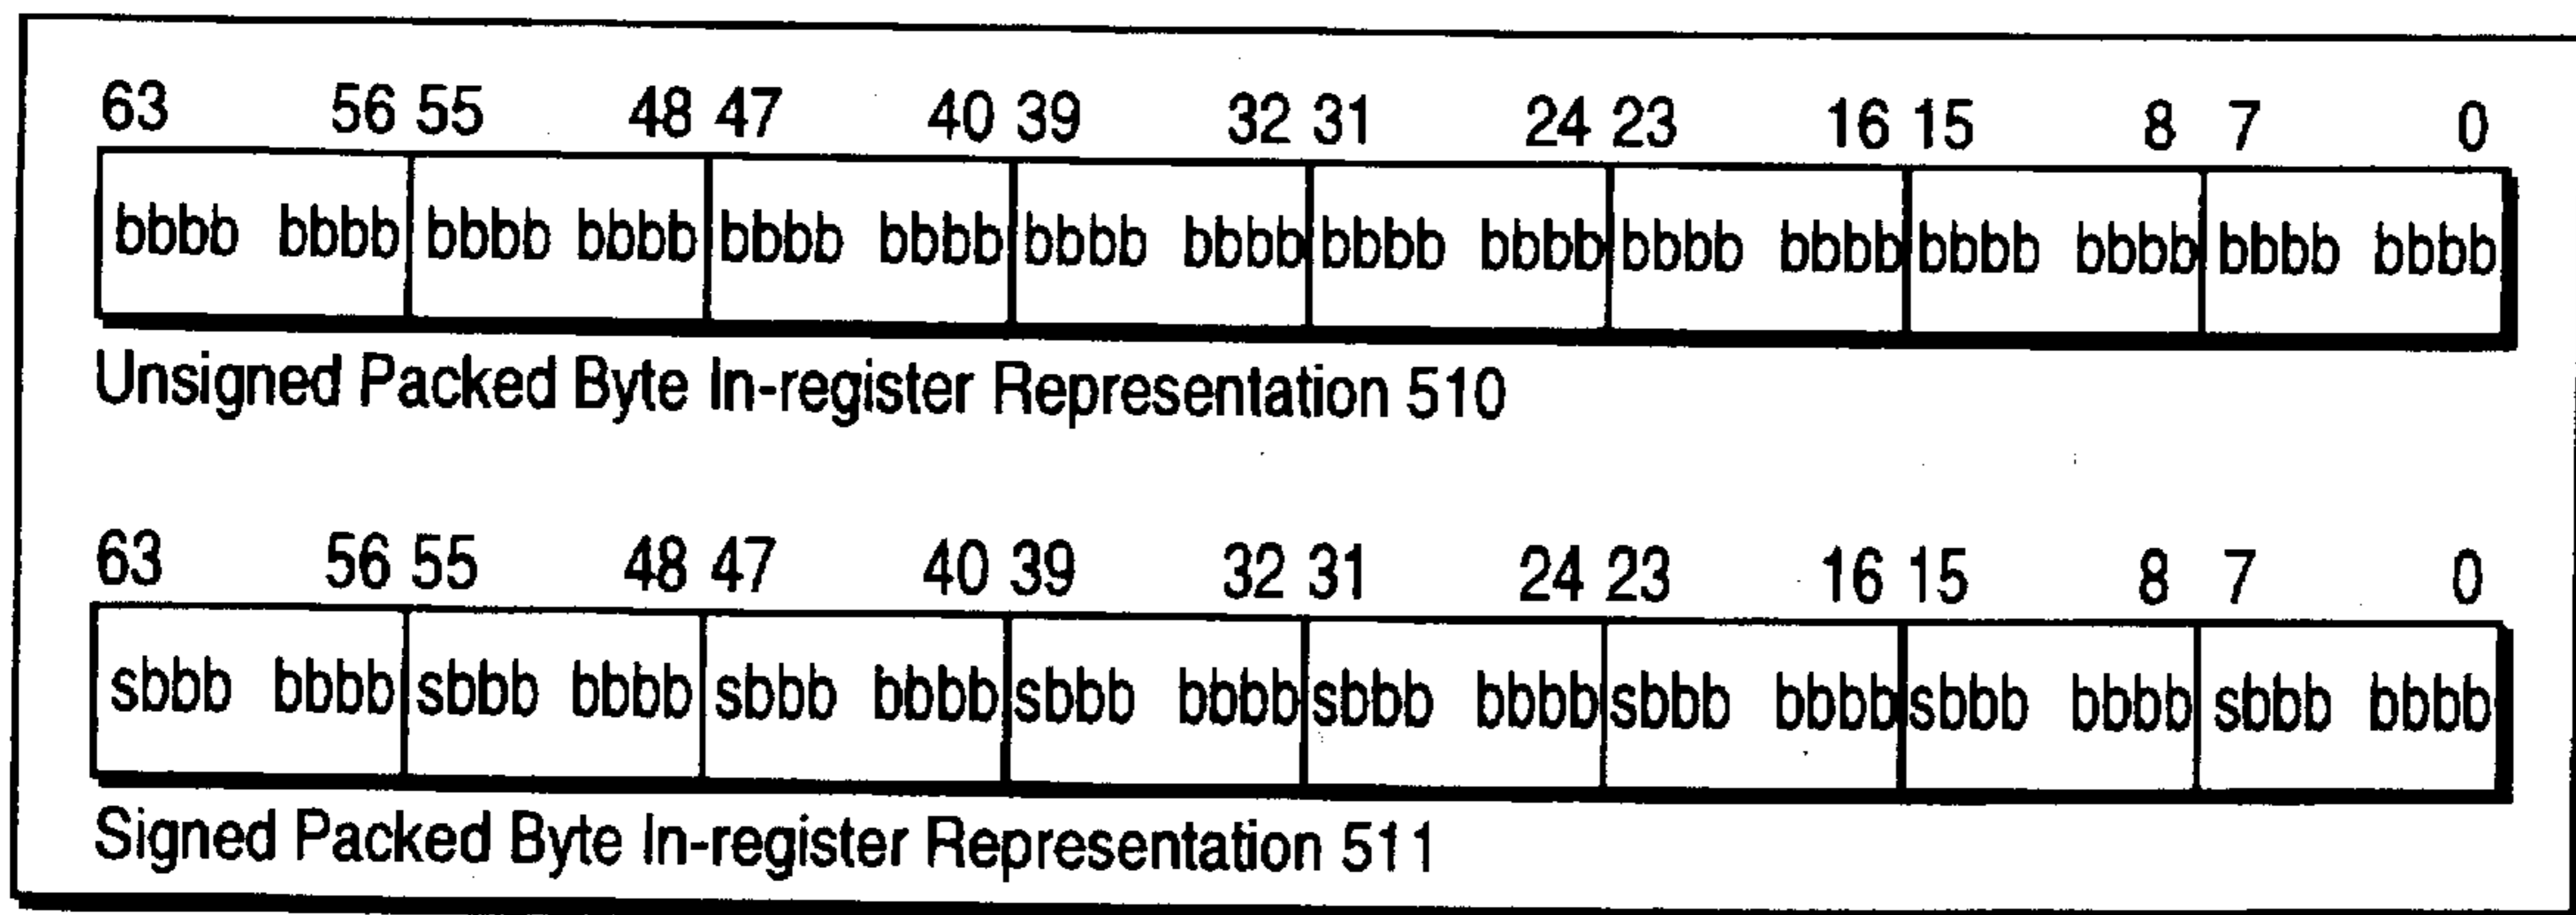 63 56 55 48 47 40 39 32 31 24 23 16 15 8 7 0
bbbb bbbb bbbb bbbb bbbb bbbb bbbb bbbb bbbb bbbb bbbb bbbb bbbb bbbb bbbb bbbb
Unsigned Packed Byte In-register Representation 510
63 56 55 48 47 40 39 32 31 24 23 16 15 8 7 0
sbbb bbbb sbbb bbbb sbbb bbbb sbbb bbbb sbbb bbbb sbbb bbbb sbbb bbbb sbbb bbbb
Signed Packed Byte In-register Representation 511